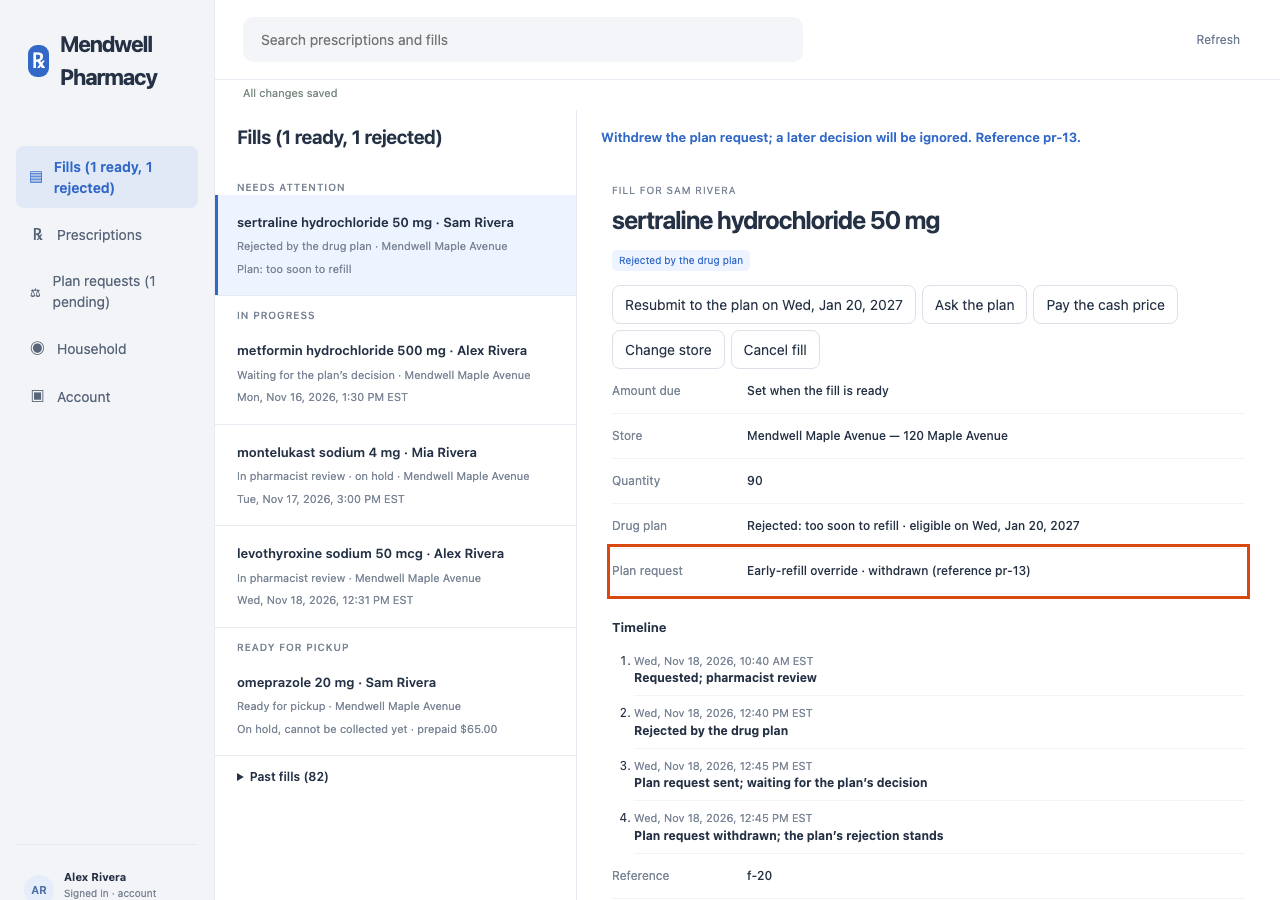 Mendwell
Pharmacy
Fills (1 ready, 1
rejected)
Prescriptions
Plan requests (1
pending)
Household
Account
AR
Alex Rivera
Signed in · account
Search prescriptions and fills
Refresh
All changes saved
Fills (1 ready, 1 rejected)
NEEDS ATTENTION
sertraline hydrochloride 50 mg · Sam Rivera
Rejected by the drug plan · Mendwell Maple Avenue
Plan: too soon to refill
IN PROGRESS
metformin hydrochloride 500 mg · Alex Rivera
Waiting for the plan’s decision · Mendwell Maple Avenue
Mon, Nov 16, 2026, 1:30 PM EST
montelukast sodium 4 mg · Mia Rivera
In pharmacist review · on hold · Mendwell Maple Avenue
Tue, Nov 17, 2026, 3:00 PM EST
levothyroxine sodium 50 mcg · Alex Rivera
In pharmacist review · Mendwell Maple Avenue
Wed, Nov 18, 2026, 12:31 PM EST
READY FOR PICKUP
omeprazole 20 mg · Sam Rivera
Ready for pickup · Mendwell Maple Avenue
On hold, cannot be collected yet · prepaid $65.00
Past fills (82)
Withdrew the plan request; a later decision will be ignored. Reference pr-13.
FILL FOR SAM RIVERA
sertraline hydrochloride 50 mg
Rejected by the drug plan
Resubmit to the plan on Wed, Jan 20, 2027
Ask the plan
Pay the cash price
Change store
Cancel fill
Amount due Set when the fill is ready
Store Mendwell Maple Avenue — 120 Maple Avenue
Quantity 90
Drug plan Rejected: too soon to refill · eligible on Wed, Jan 20, 2027
Plan request Early-refill override · withdrawn (reference pr-13)
Timeline
1. Wed, Nov 18, 2026, 10:40 AM EST
Requested; pharmacist review
2. Wed, Nov 18, 2026, 12:40 PM EST
Rejected by the drug plan
3. Wed, Nov 18, 2026, 12:45 PM EST
Plan request sent; waiting for the plan’s decision
4. Wed, Nov 18, 2026, 12:45 PM EST
Plan request withdrawn; the plan’s rejection stands
Reference f-20